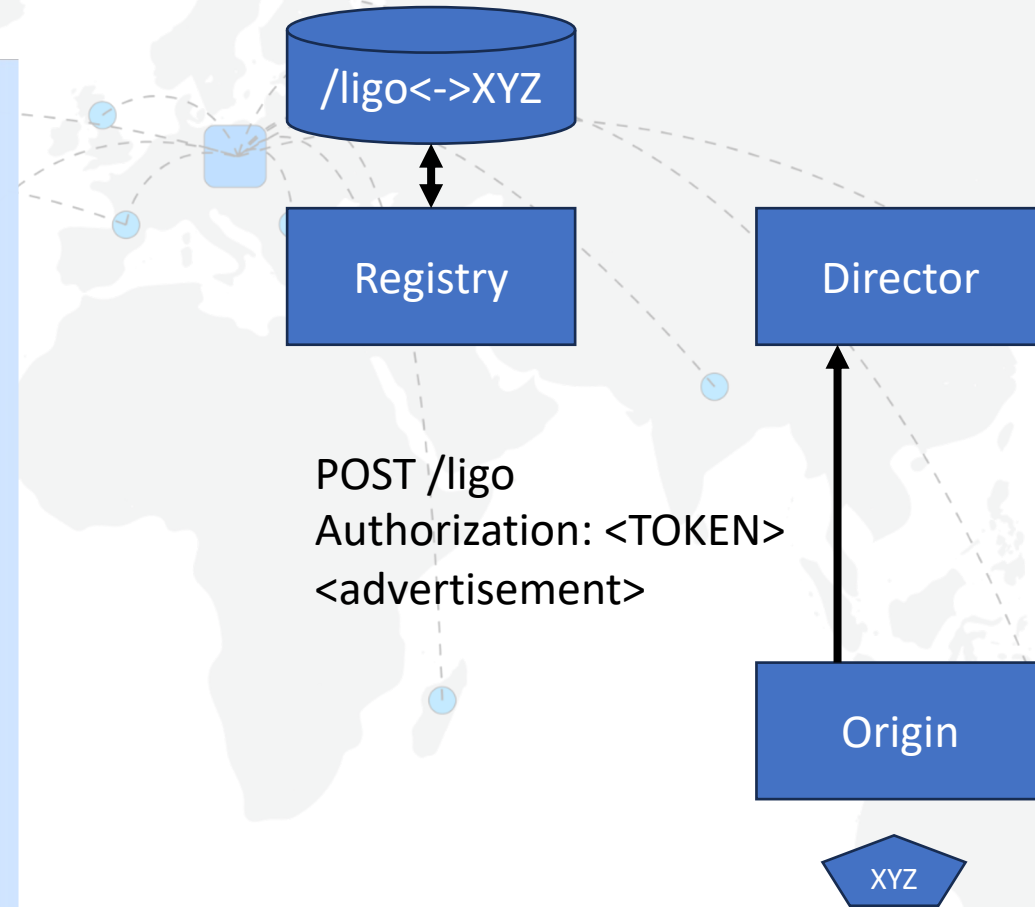 /ligo<->XYZ
Registry
Director
POST /ligo
Authorization: <TOKEN>
<advertisement>
Origin
XYZ